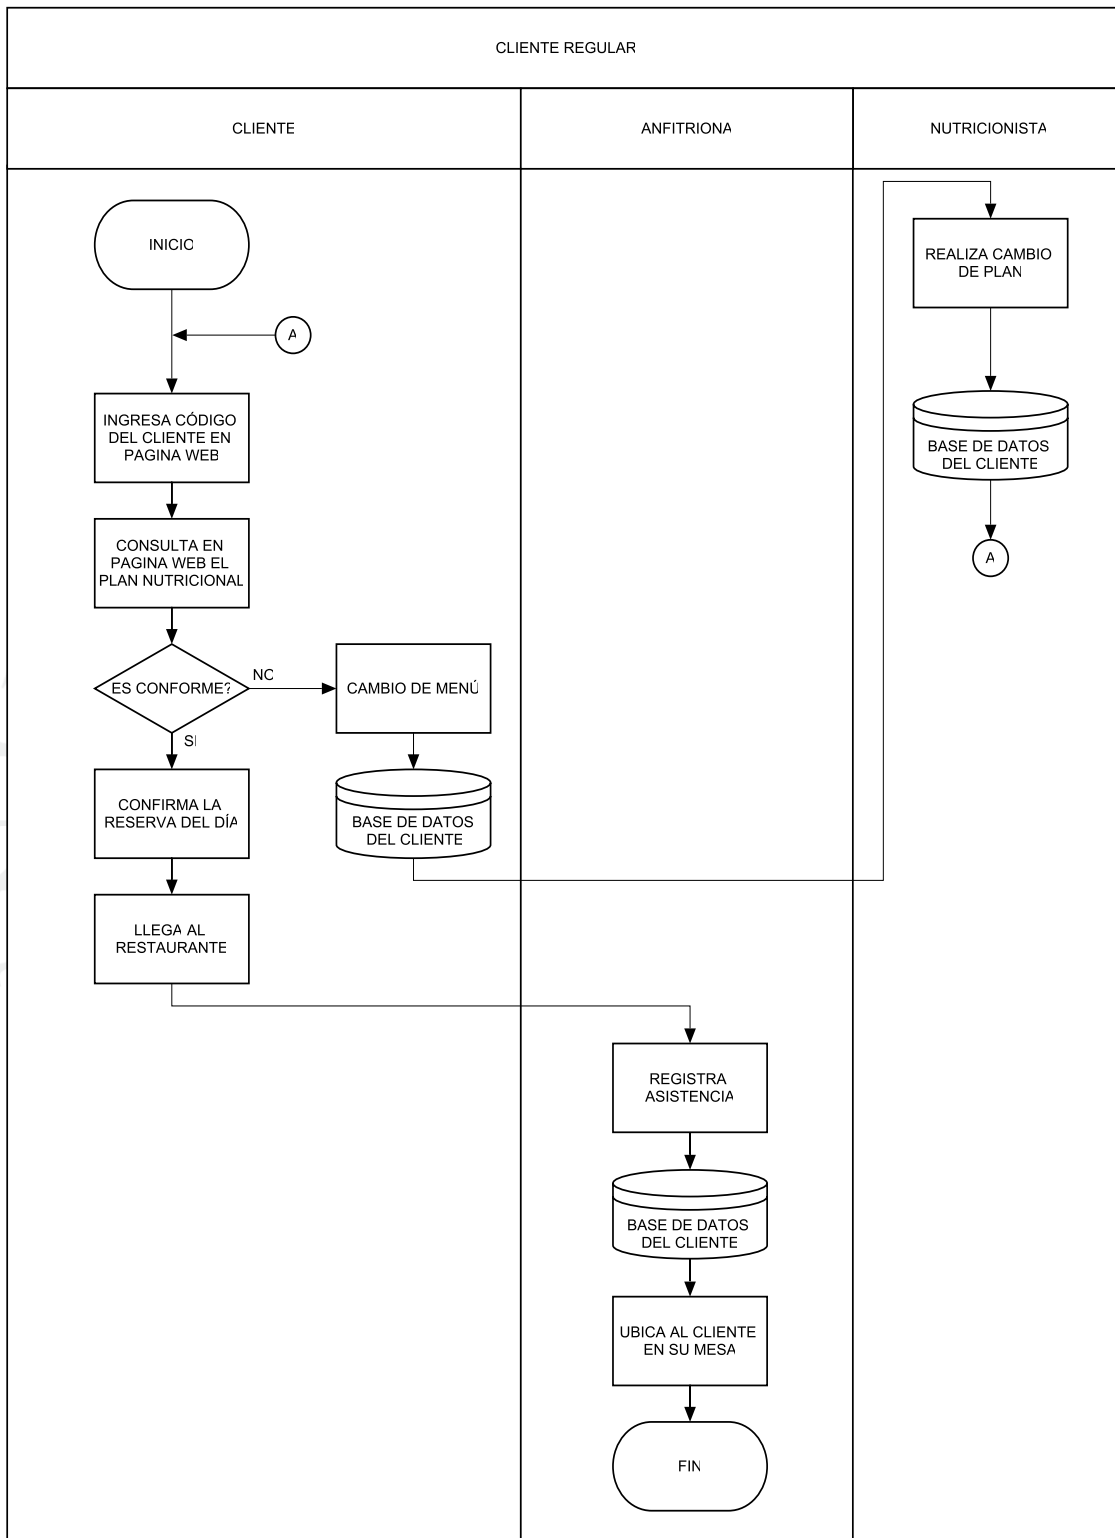 CLIENTE REGULAR
CLIENTE
ANFITRIONA
NUTRICIONISTA
INICIO
A
INGRESA CÓDIGO
DEL CLIENTE EN
PAGINA WEB
CONSULTA EN
PAGINA WEB EL
PLAN NUTRICIONAL
ES CONFORME?
NO
CAMBIO DE MENÚ
BASE DE DATOS
DEL CLIENTE
SI
CONFIRMA LA
RESERVA DEL DÍA
LLEGA AL
RESTAURANTE
REALIZA CAMBIO
DE PLAN
BASE DE DATOS
DEL CLIENTE
A
REGISTRA
ASISTENCIA
BASE DE DATOS
DEL CLIENTE
UBICA AL CLIENTE
EN SU MESA
FIN